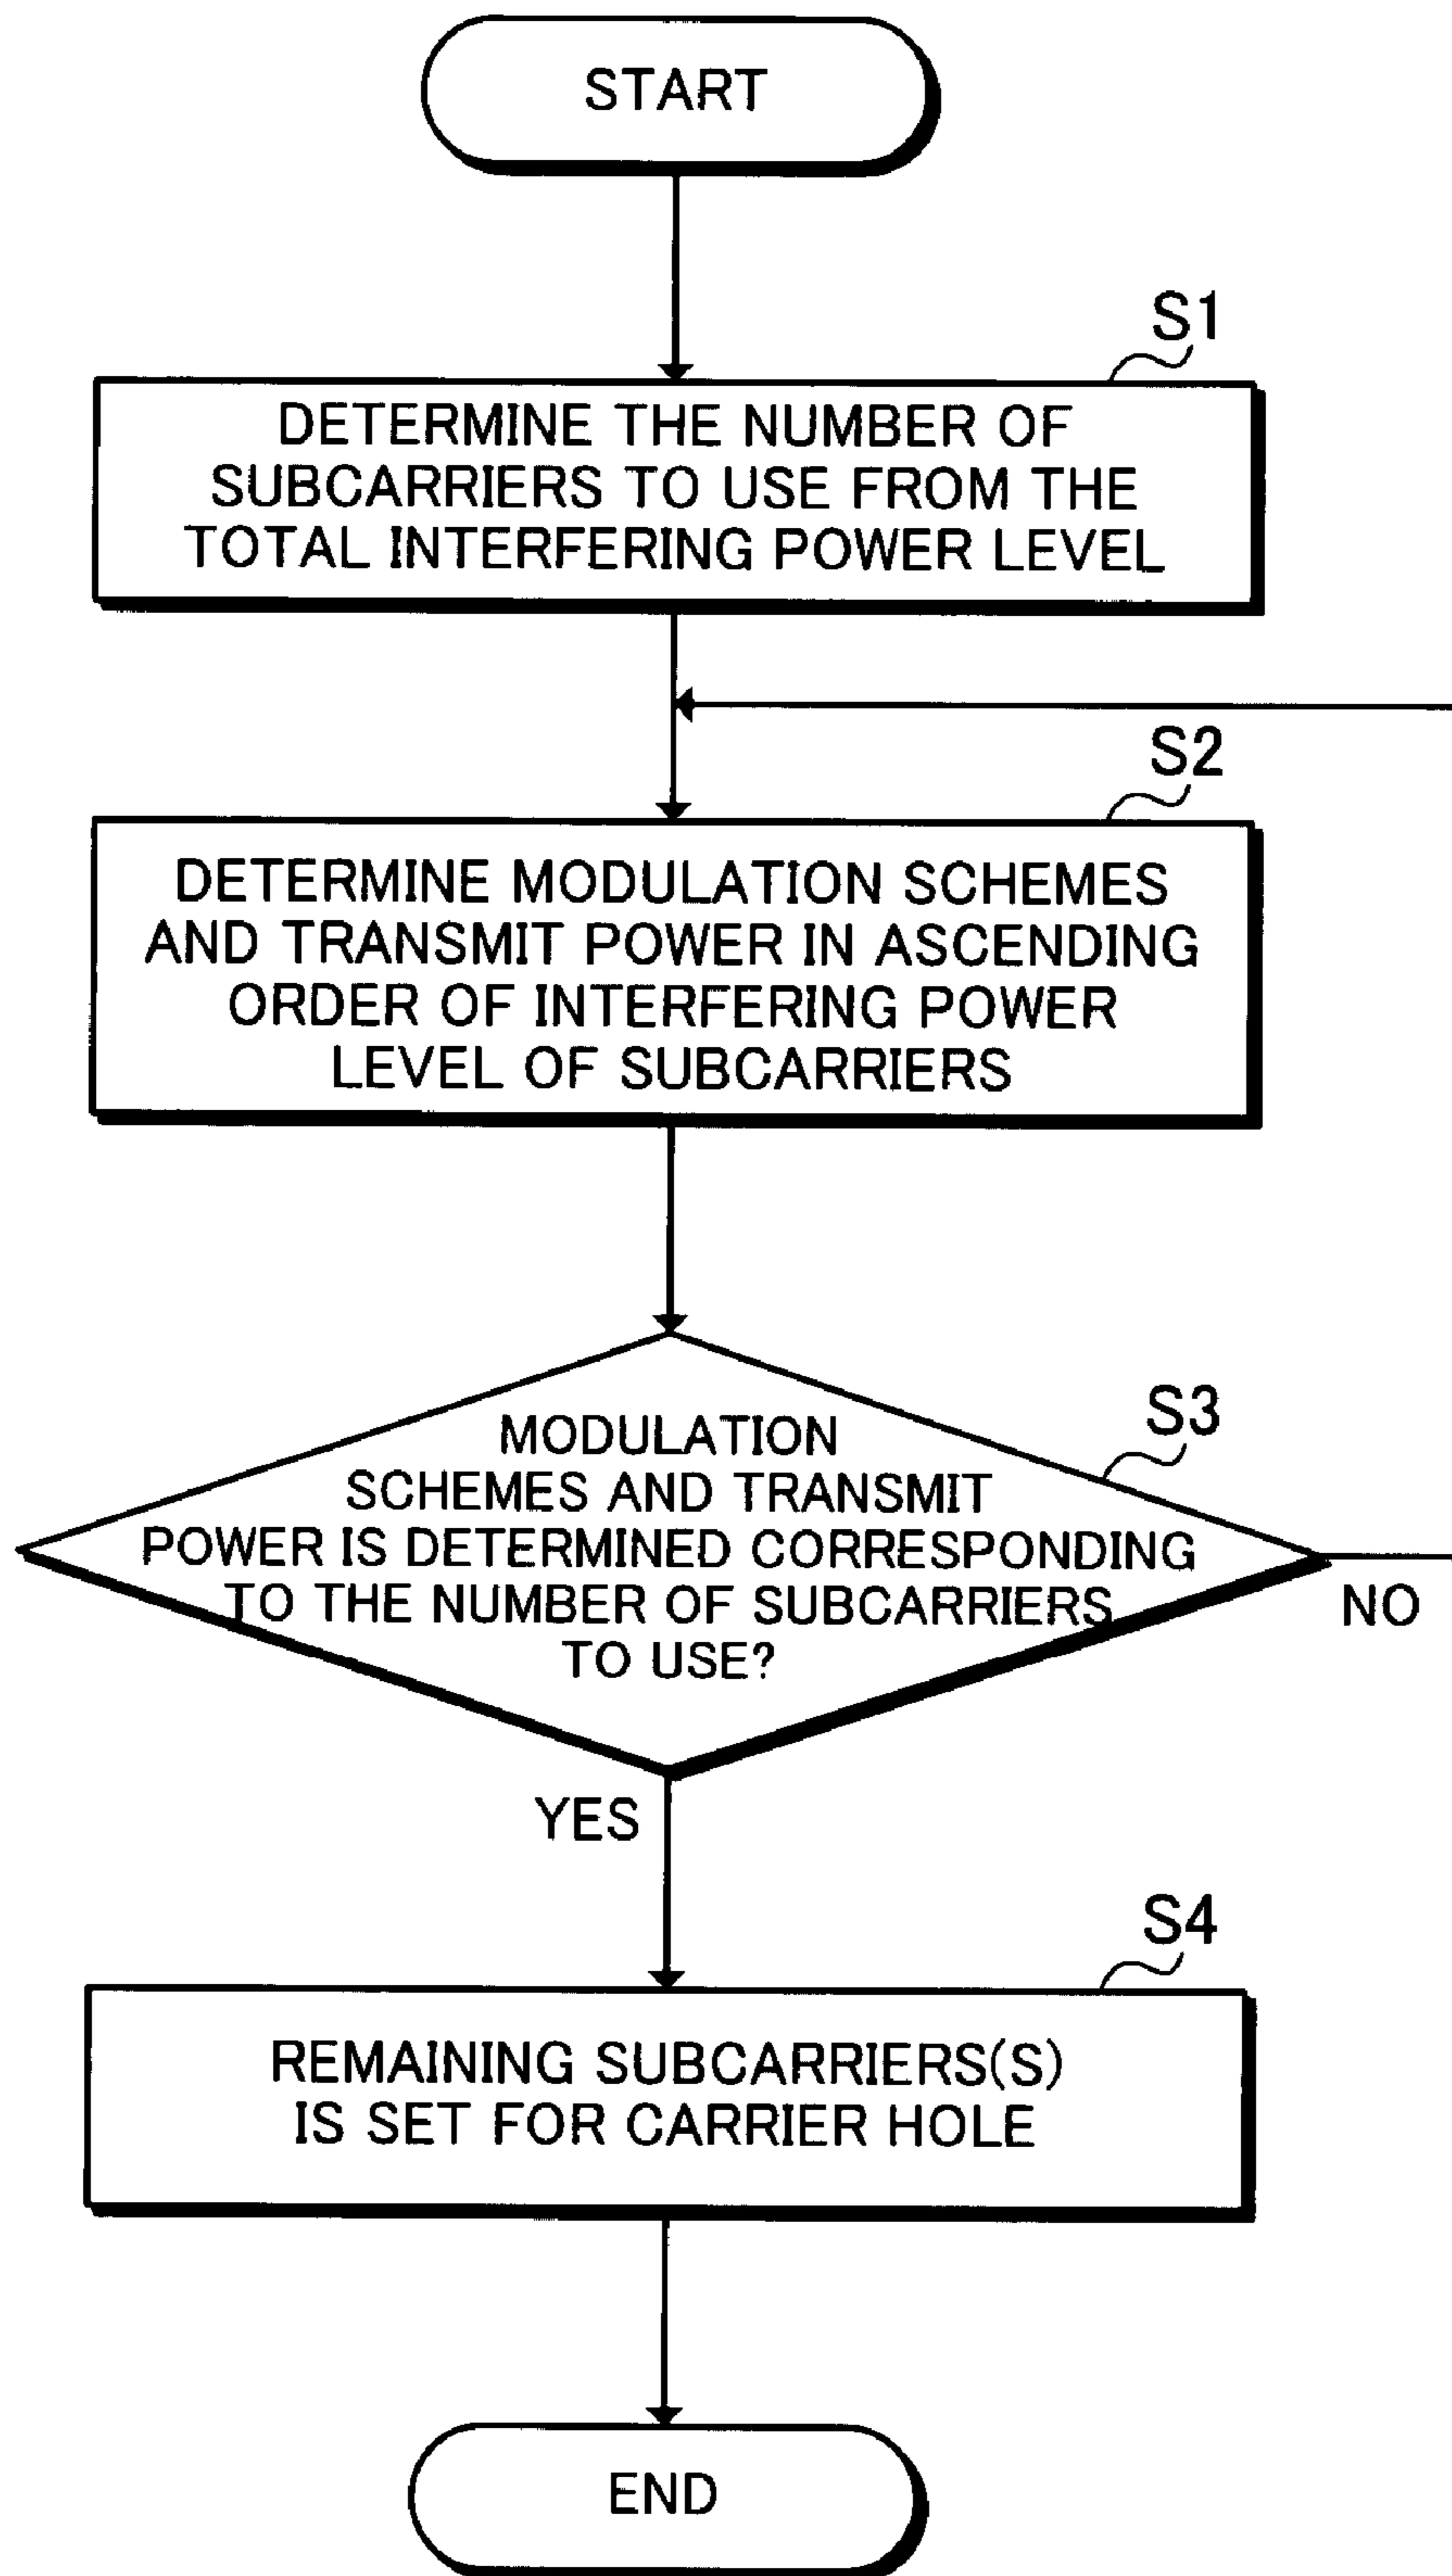 START
S1
DETERMINE THE NUMBER OF
SUBCARRIERS TO USE FROM THE
TOTAL INTERFERING POWER LEVEL
S2
DETERMINE MODULATION SCHEMES
AND TRANSMIT POWER IN ASCENDING
ORDER OF INTERFERING POWER
LEVEL OF SUBCARRIERS
S3
MODULATION
SCHEMES AND TRANSMIT
POWER IS DETERMINED CORRESPONDING
TO THE NUMBER OF SUBCARRIERS
TO USE?
NO
YES
S4
REMAINING SUBCARRIERS(S)
IS SET FOR CARRIER HOLE
END